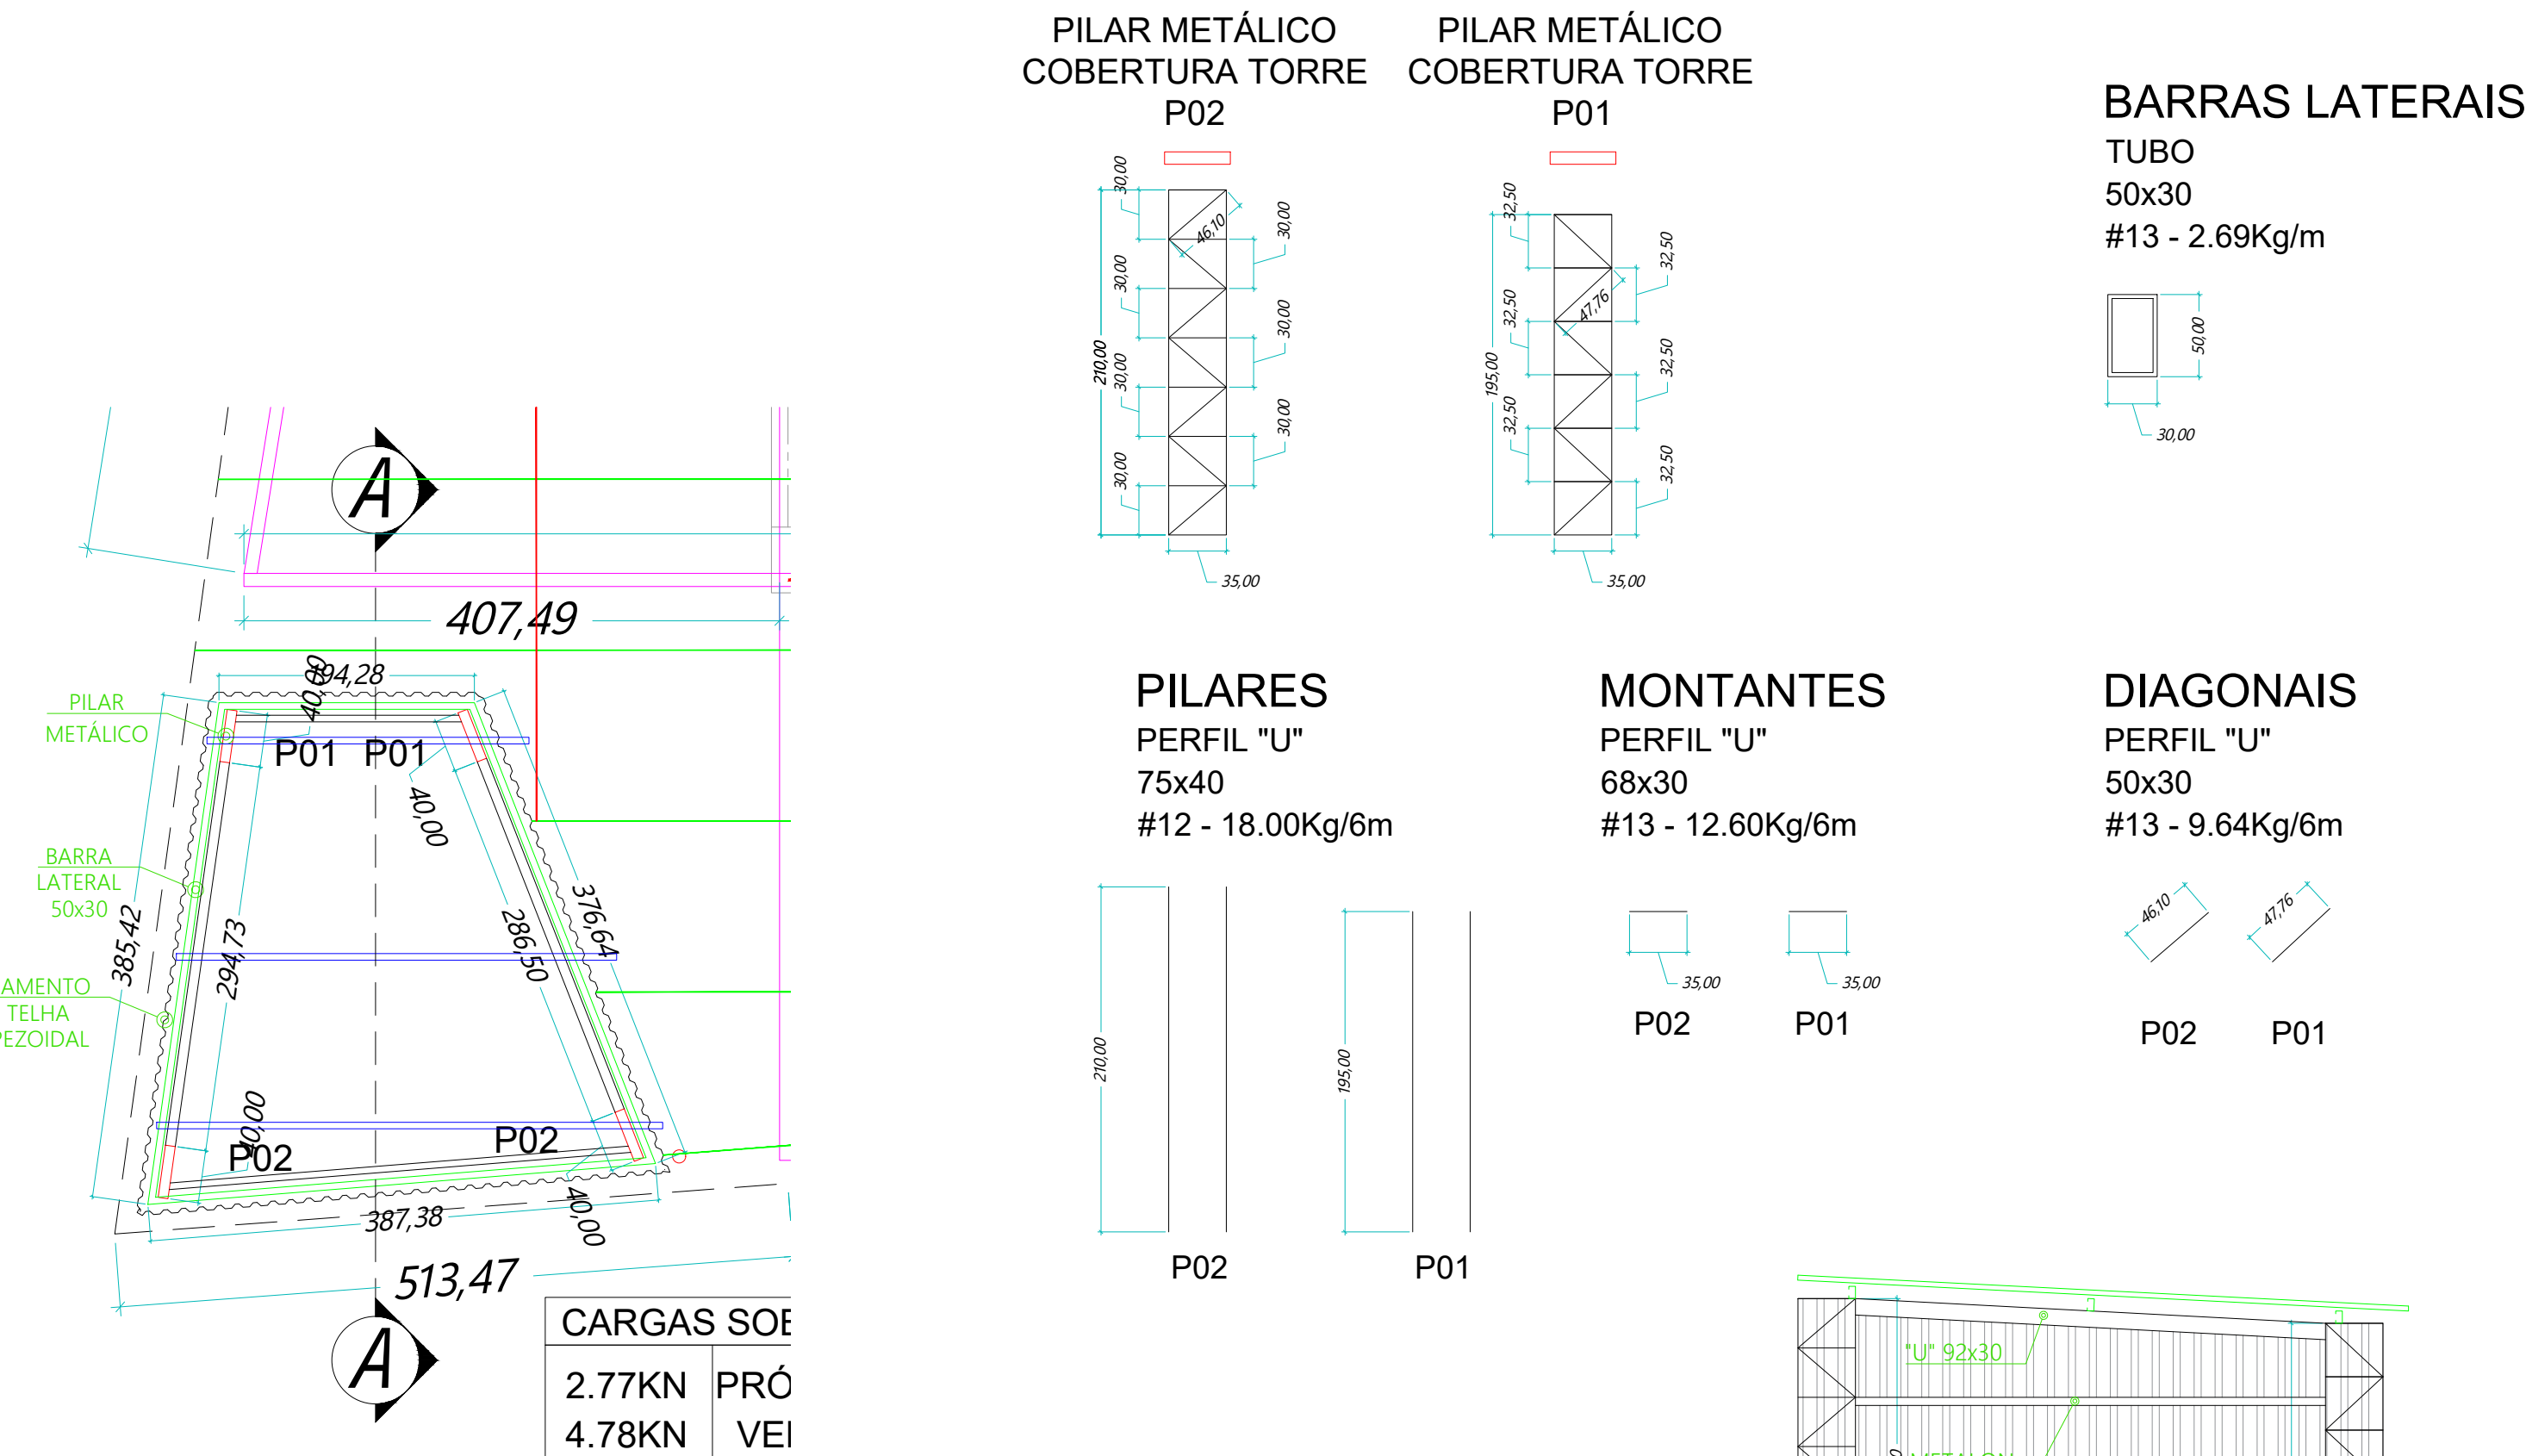 PILAR METÁLICO
COBERTURA TORRE
P02
30,00
30,00
30,00
30,00
210,00
46,10
30,00
30,00
30,00
35,00
PILAR METÁLICO
COBERTURA TORRE
P01
32,50
32,50
32,50
195,00
47,76
32,50
32,50
32,50
35,00
BARRAS LATERAIS
TUBO
50x30
#13 - 2.69Kg/m
50,00
30,00
A
407,49
194,28
40,00
PILAR
METÁLICO
P01
P01
40,00
BARRA
LATERAL
50x30
385,42
294,73
286,50
376,64
AMENTO
TELHA
PEZOIDAL
40,00
P02
P02
40,00
387,38
513,47
A
CARGAS SOB
2.77KN
PRÓ
4.78KN
VEI
PILARES
PERFIL "U"
75x40
#12 - 18.00Kg/6m
210,00
P02
195,00
P01
MONTANTES
PERFIL "U"
68x30
#13 - 12.60Kg/6m
35,00
P02
35,00
P01
DIAGONAIS
PERFIL "U"
50x30
#13 - 9.64Kg/6m
46,10
P02
47,76
P01
"U" 92x30